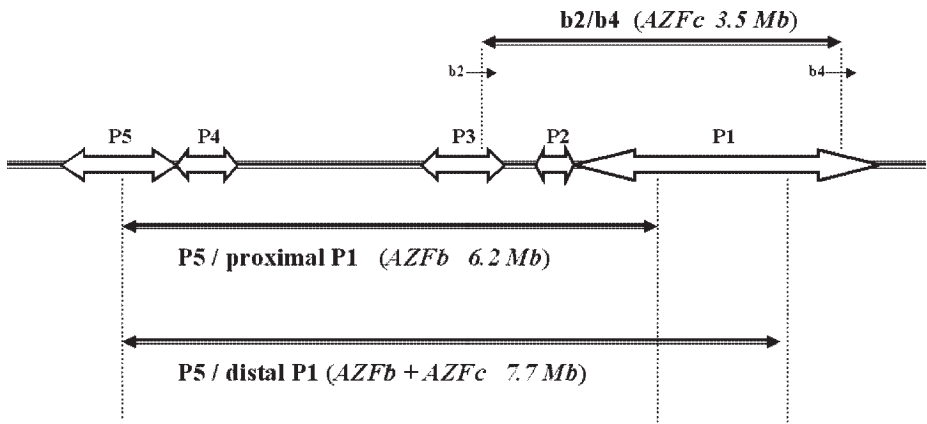 b2/b4 (AZFc 3.5 Mb)
b2 b4
P5 P4 P3 P2 P1
P5 / proximal P1 (AZFb 6.2 Mb)
P5 / distal P1 (AZFb + AZFc 7.7 Mb)